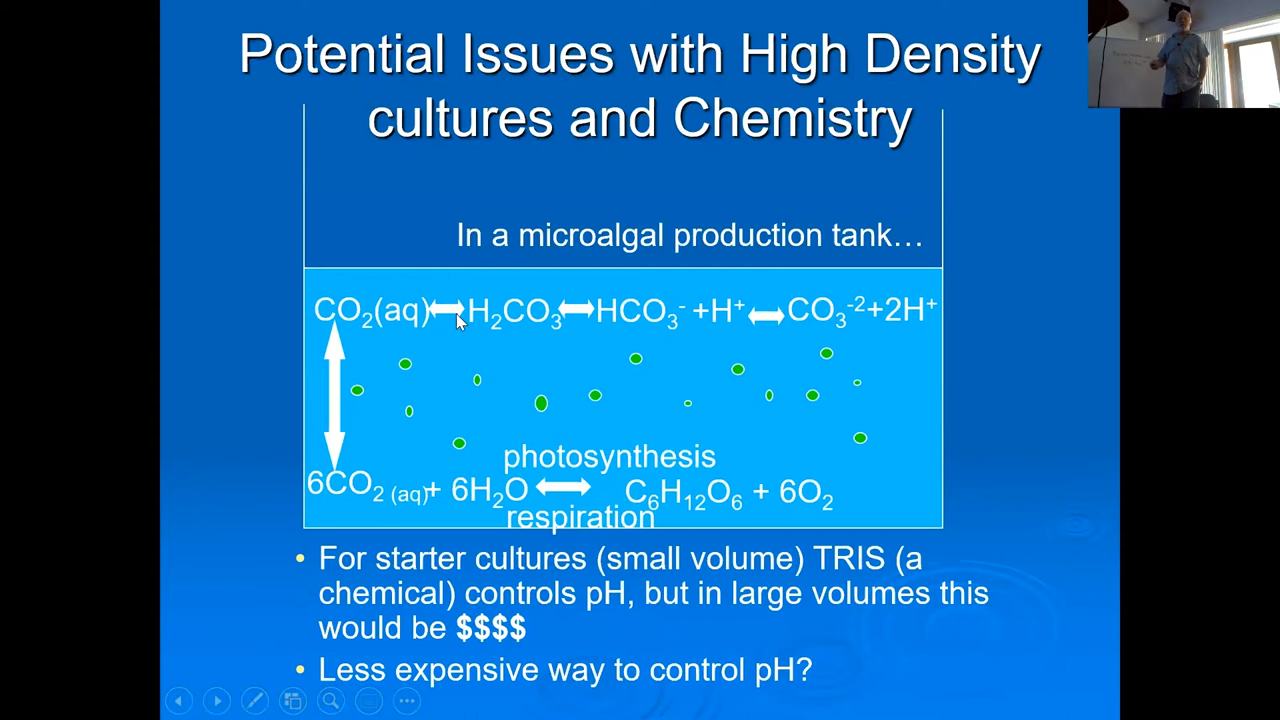 Potential Issues with High Density
cultures and Chemistry
In a microalgal production tank…
CO₂(aq) H₂CO₃ HCO₃⁻ +H⁺ CO₃⁻²+2H⁺
photosynthesis
6CO₂ (aq)+ 6H₂O C₆H₁₂O₆ + 6O₂
respiration
• For starter cultures (small volume) TRIS (a
chemical) controls pH, but in large volumes this
would be $$$$
• Less expensive way to control pH?